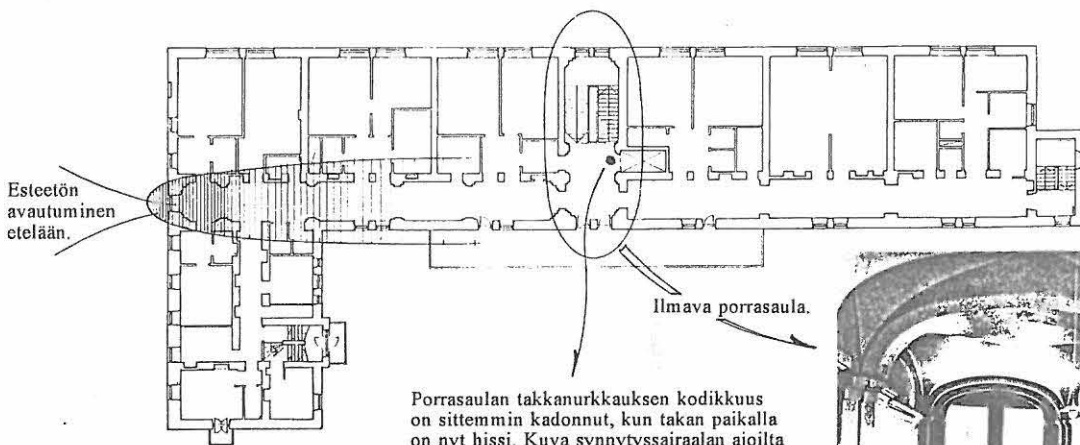 Esteetön
avautuminen
etelään.
Ilmava porrasaula.
Porrasaulan takkanurkkauksen kodikkuus
on sittemmin kadonnut, kun takan paikalla
on nyt hissi. Kuva synnytyssairaalan ajoilta